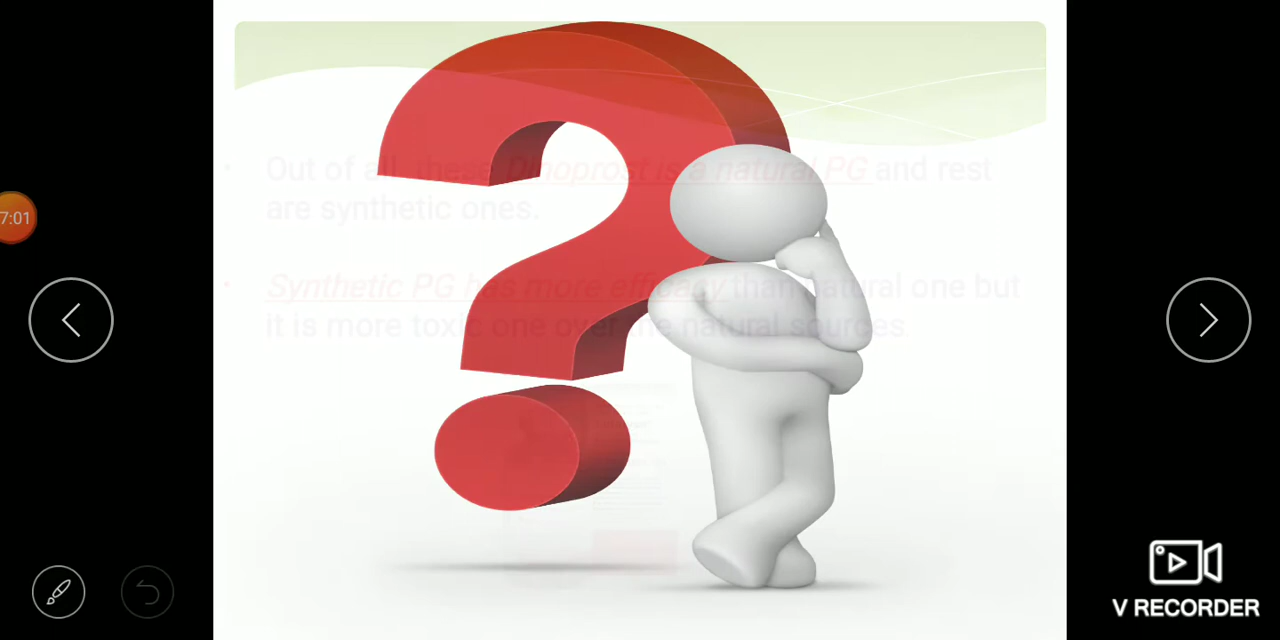 • Out of all, these Dinoprost is a natural PG and rest
are synthetic ones.
• Synthetic PG has more efficacy than natural one but
it is more toxic one over the natural sources.
7:01
V RECORDER